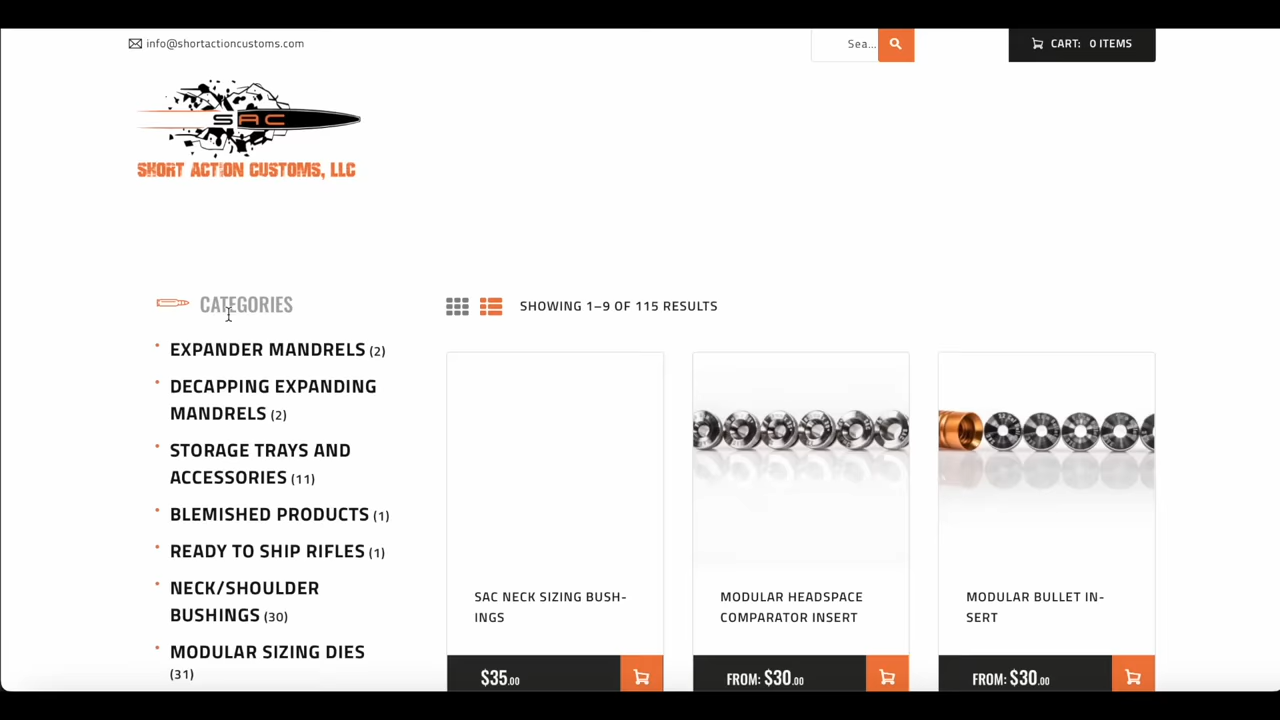 info@shortactioncustoms.com
Sea...
CART: 0 ITEMS
SAC
SHORT ACTION CUSTOMS, LLC
CATEGORIES
SHOWING 1–9 OF 115 RESULTS
EXPANDER MANDRELS (2)
DECAPPING EXPANDING
MANDRELS (2)
STORAGE TRAYS AND
ACCESSORIES (11)
BLEMISHED PRODUCTS (1)
READY TO SHIP RIFLES (1)
NECK/SHOULDER
BUSHINGS (30)
MODULAR SIZING DIES
(31)
SAC NECK SIZING BUSH-
INGS
$35.00
MODULAR HEADSPACE
COMPARATOR INSERT
FROM: $30.00
MODULAR BULLET IN-
SERT
FROM: $30.00